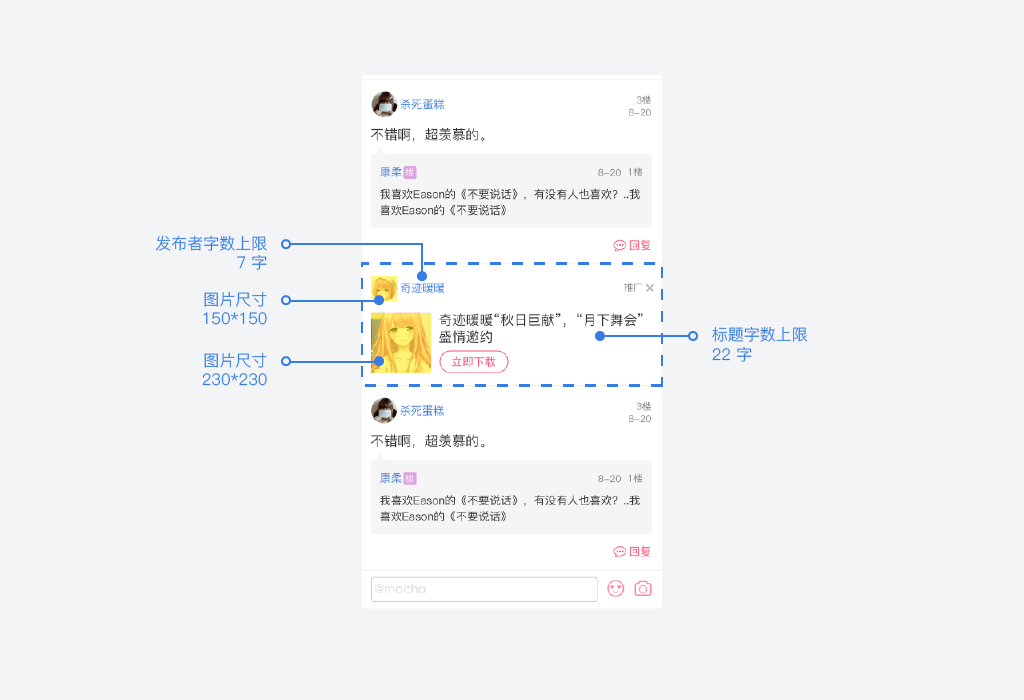 杀死蛋糕
3楼
8-20
不错啊，超羡慕的。
康柔 楼
8-20 1楼
我喜欢Eason的《不要说话》，有没有人也喜欢？..我
喜欢Eason的《不要说话》
回复
发布者字数上限
7 字
奇迹暖暖
推广
图片尺寸
150*150
奇迹暖暖“秋日巨献”，“月下舞会”
盛情邀约
标题字数上限
22 字
图片尺寸
230*230
立即下载
杀死蛋糕
3楼
8-20
不错啊，超羡慕的。
康柔 楼
8-20 1楼
我喜欢Eason的《不要说话》，有没有人也喜欢？..我
喜欢Eason的《不要说话》
回复
@mocha